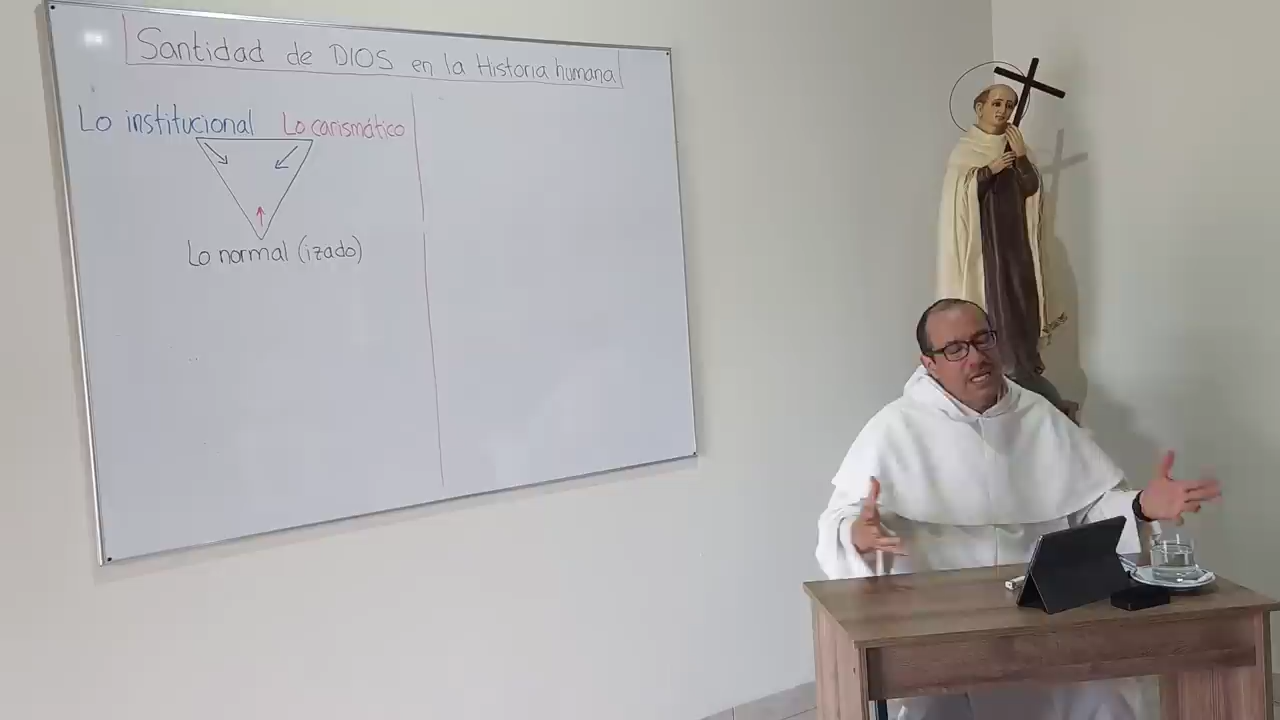 Santidad de DIOS en la Historia humana
Lo institucional Lo carismático
Lo normal (izado)